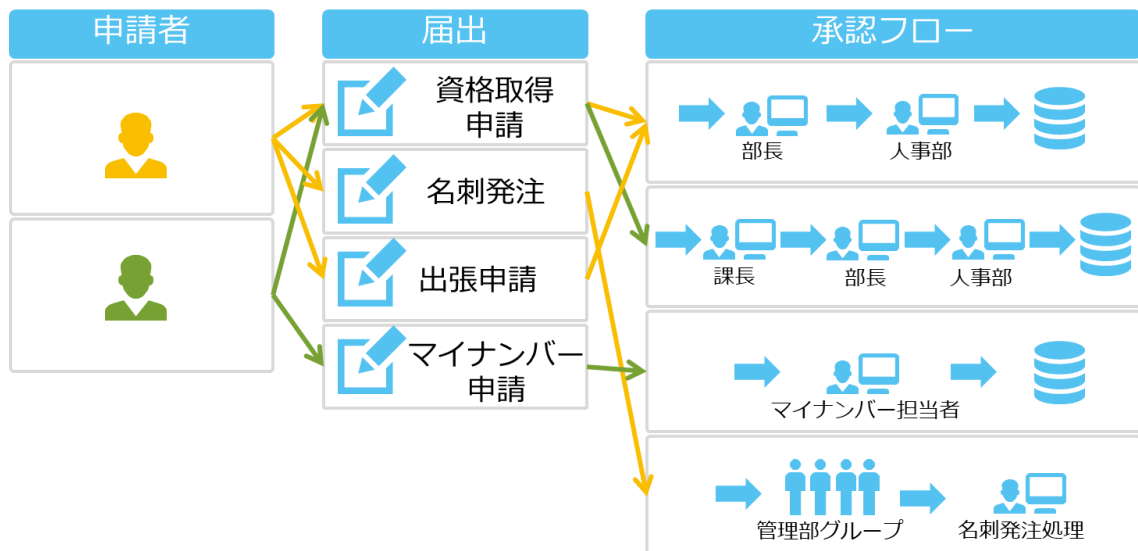 申請者
届出
承認フロー
資格取得
申請
名刺発注
出張申請
マイナンバー
申請
部長
人事部
課長
部長
人事部
マイナンバー担当者
管理部グループ
名刺発注処理